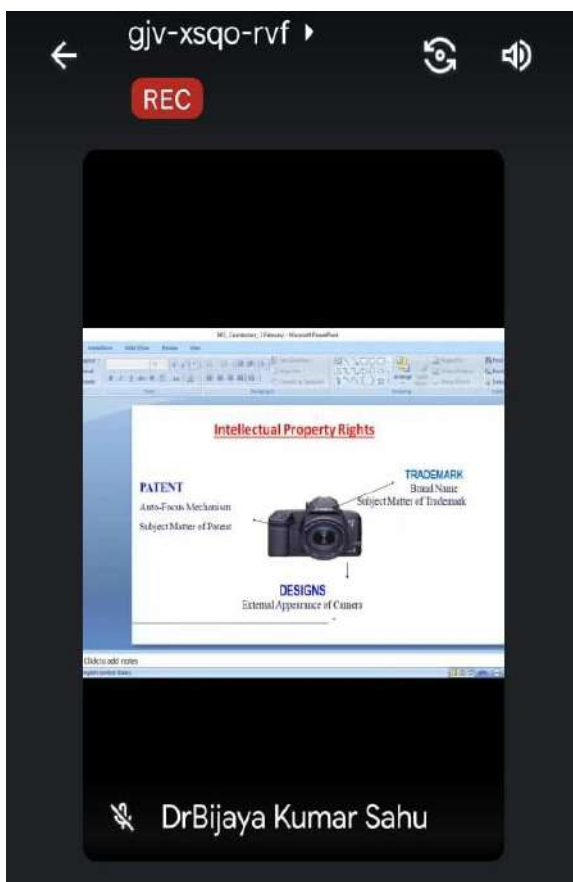 gjv-xsqo-rvf
REC
Intellectual Property Rights
PATENT
Auto-Focus Mechanism
Subject Matter of Patent
TRADEMARK
Brand Name
Subject Matter of Trademark
DESIGNS
External Appearance of Camera
Click to add notes
DrBijaya Kumar Sahu